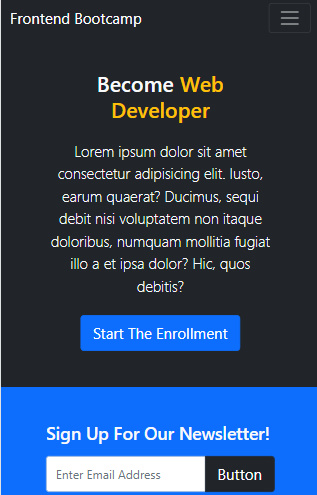 Frontend Bootcamp
Become Web
Developer
Lorem ipsum dolor sit amet
consectetur adipisicing elit. Iusto,
earum quaerat? Ducimus, sequi
debit nisi voluptatem non itaque
doloribus, numquam mollitia fugiat
illo a et ipsa dolor? Hic, quos
debitis?
Start The Enrollment
Sign Up For Our Newsletter!
Enter Email Address
Button